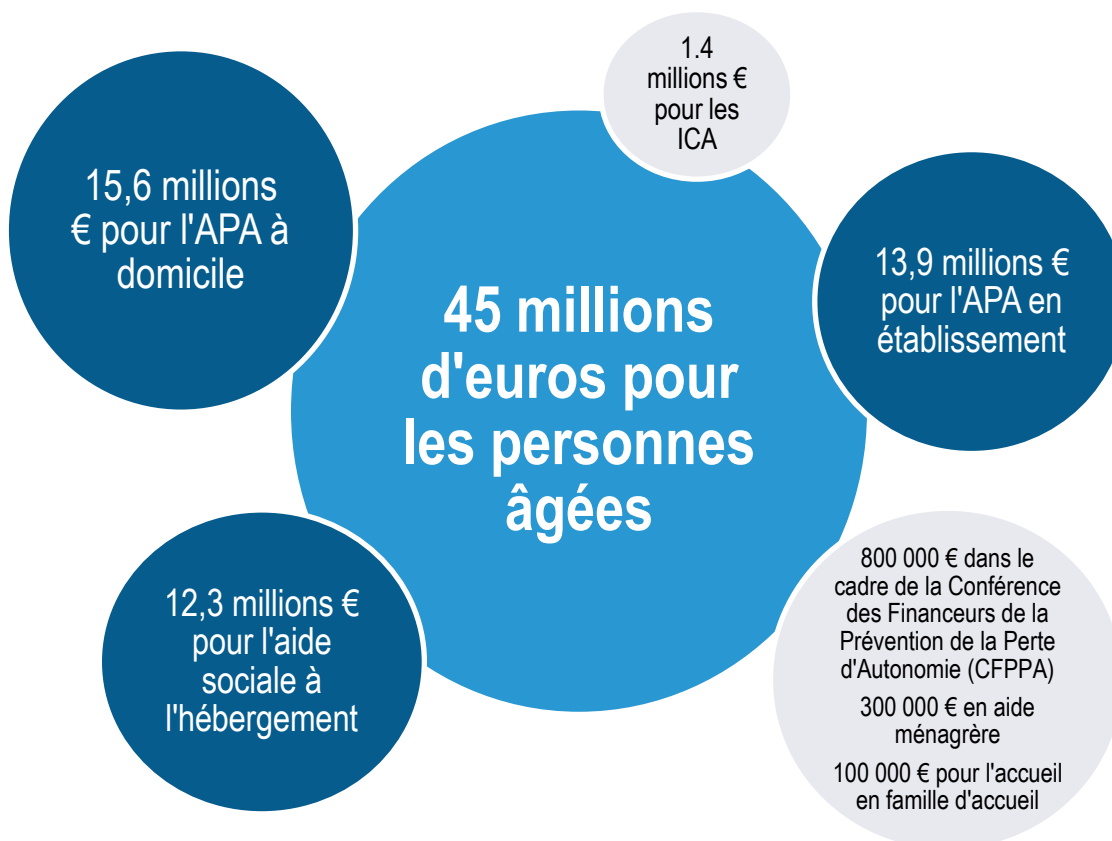 1.4
millions €
pour les
ICA
15,6 millions
€ pour l'APA à
domicile
13,9 millions €
pour l'APA en
établissement
45 millions
d'euros pour
les personnes
âgées
12,3 millions €
pour l'aide
sociale à
l'hébergement
800 000 € dans le
cadre de la Conférence
des Financeurs de la
Prévention de la Perte
d'Autonomie (CFPPA)
300 000 € en aide
ménagrère
100 000 € pour l'accueil
en famille d'accueil